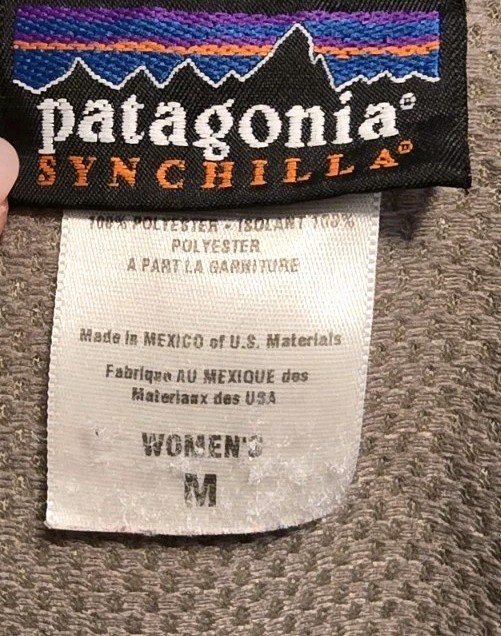 patagonia®
SYNCHILLA®
100% POLYESTER - ISOLANT 100%
POLYESTER
A PART LA GARNITURE
Made in MEXICO of U.S. Materials
Fabrique AU MEXIQUE des
Materiaux des USA
WOMEN'S
M